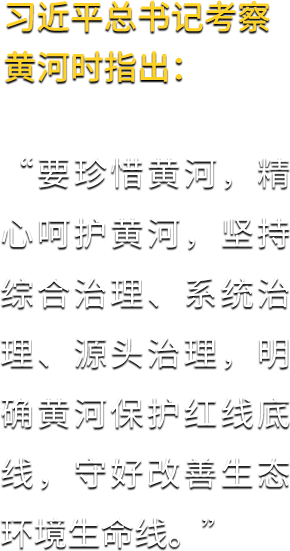 习近平总书记考察
黄河时指出：
“要珍惜黄河，精
心呵护黄河，坚持
综合治理、系统治
理、源头治理，明
确黄河保护红线底
线，守好改善生态
环境生命线。”